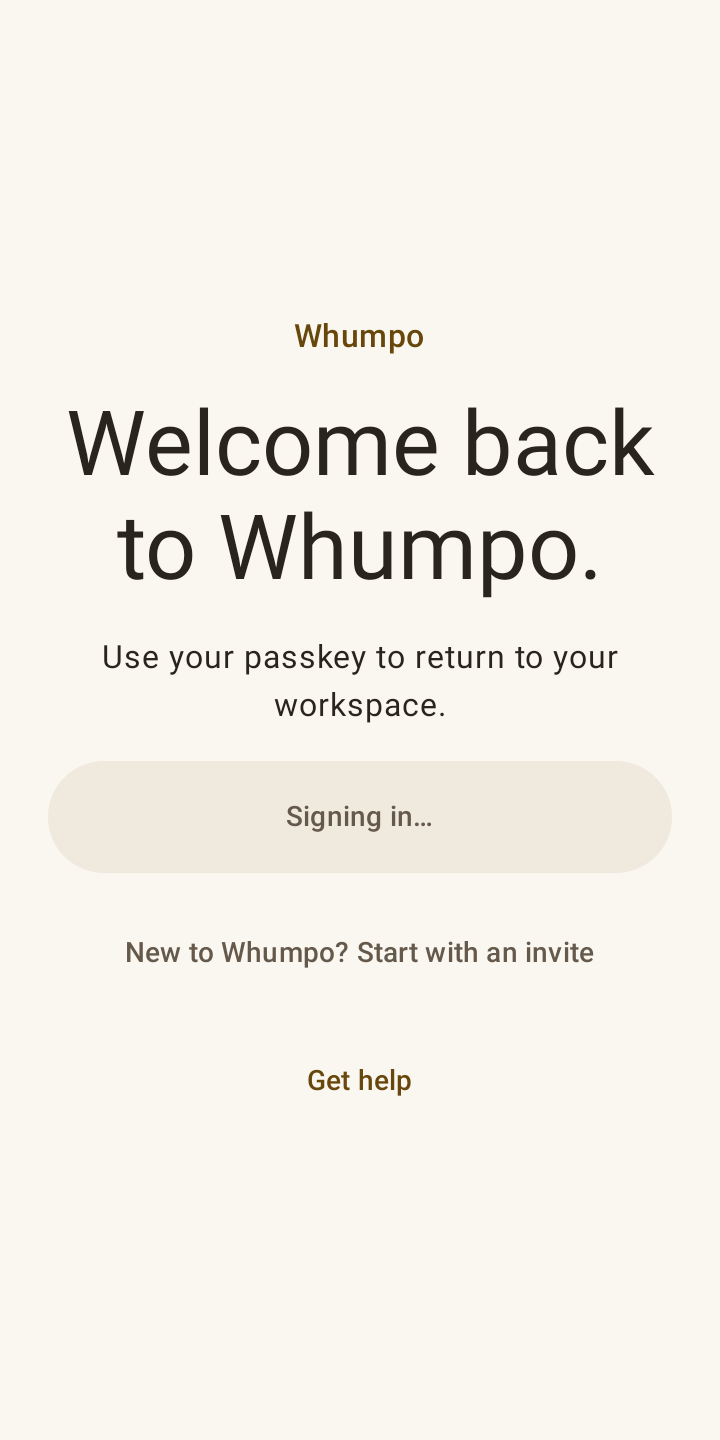 Whumpo
Welcome back
to Whumpo.
Use your passkey to return to your
workspace.
Signing in…
New to Whumpo? Start with an invite
Get help